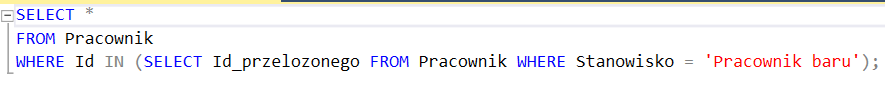 SELECT *
FROM Pracownik
WHERE Id IN (SELECT Id_przelozonego FROM Pracownik WHERE Stanowisko = 'Pracownik baru');